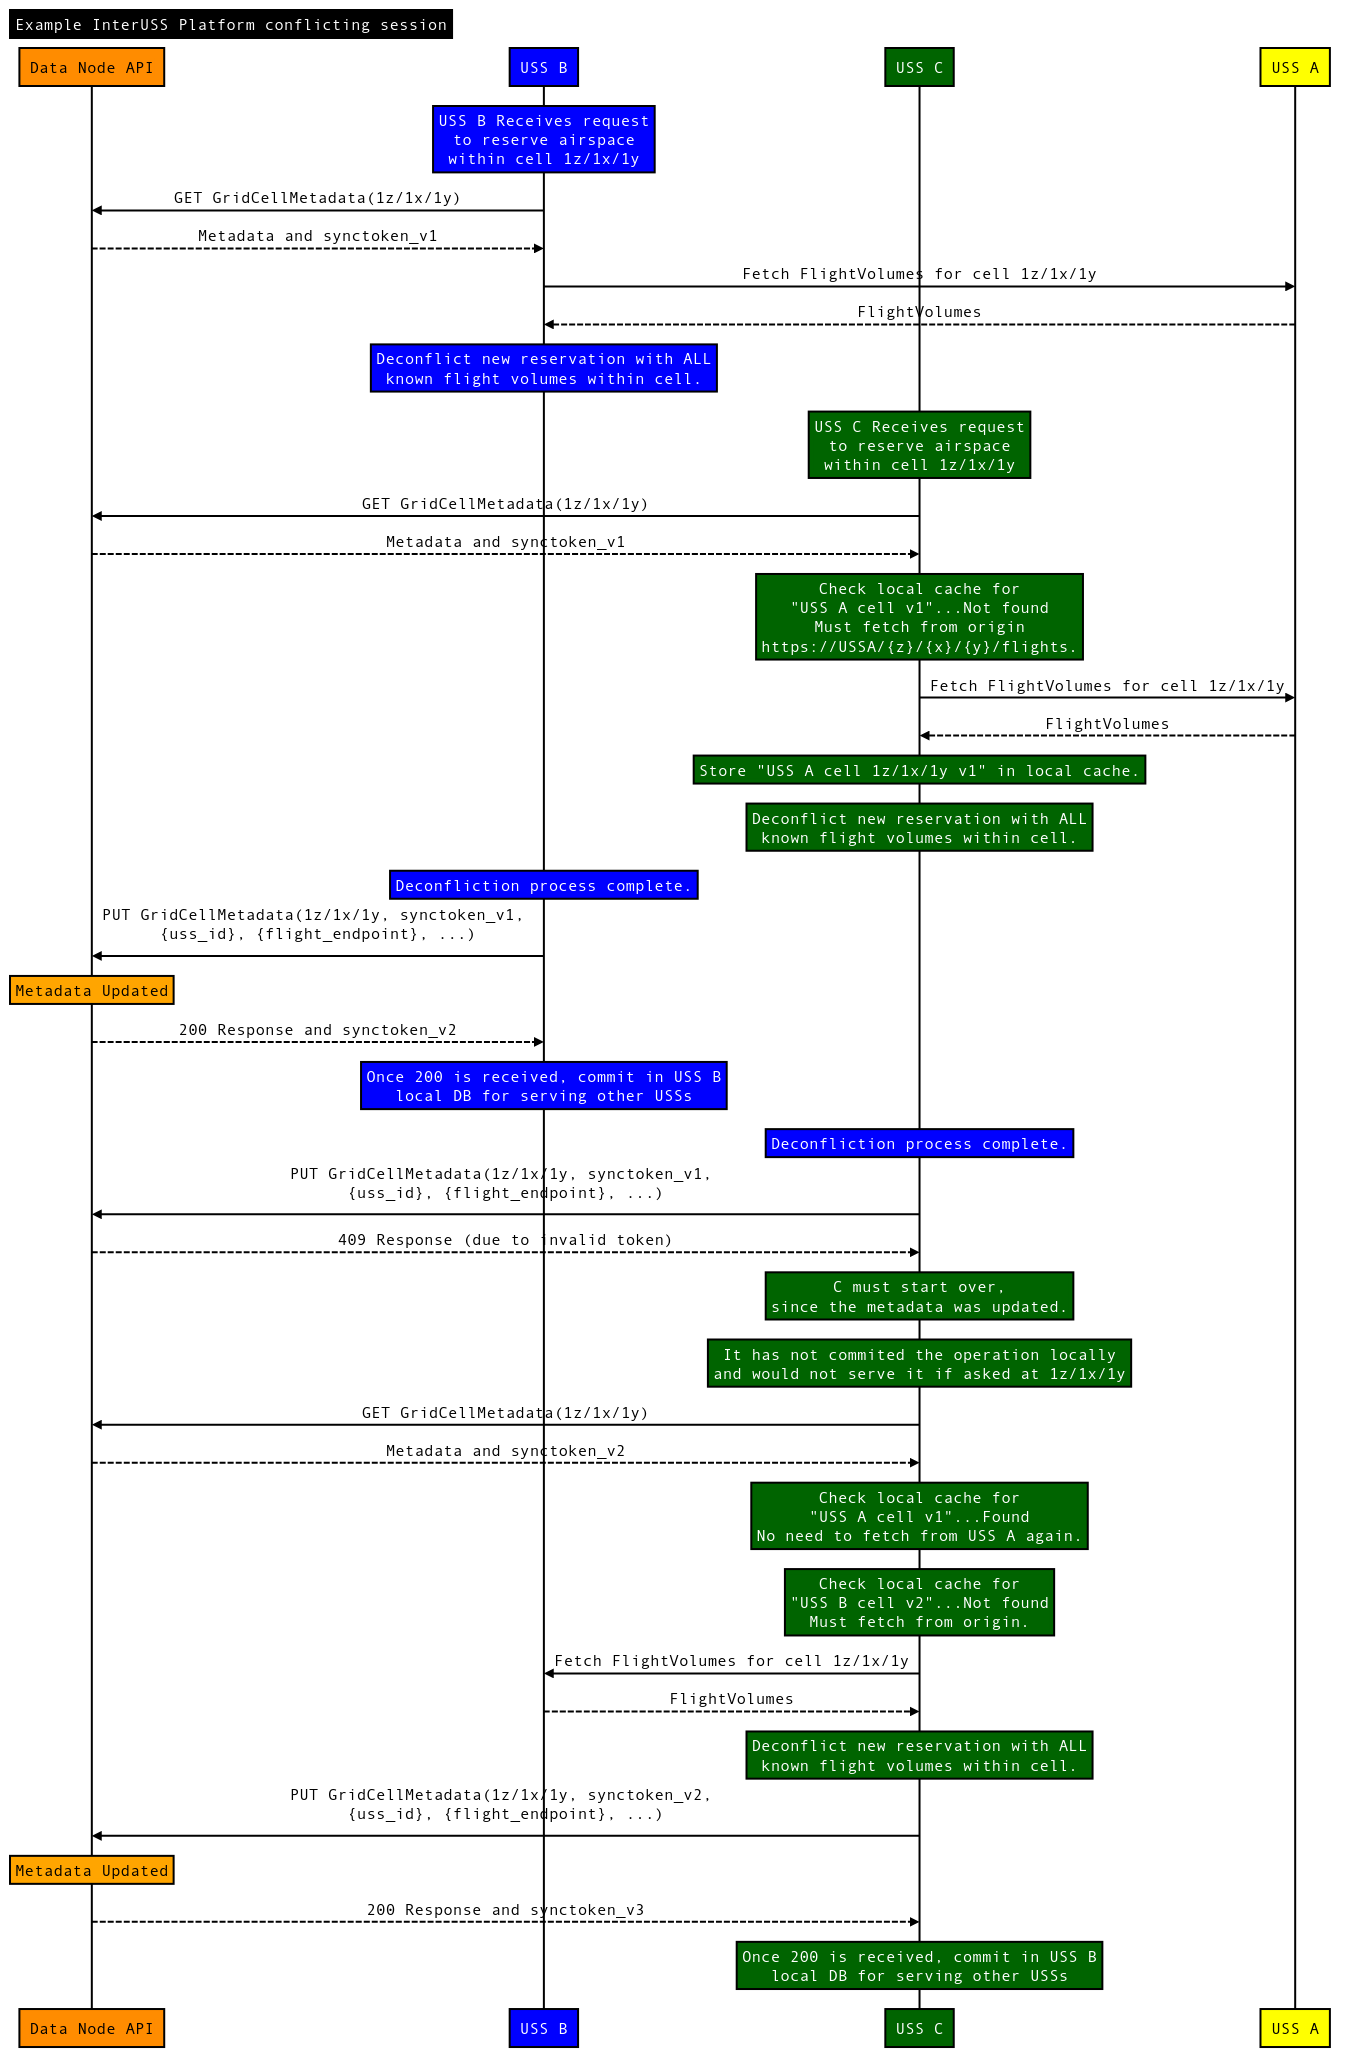 Example InterUSS Platform conflicting session
Data Node API
USS B
USS C
USS A
USS B Receives request
to reserve airspace
within cell 1z/1x/1y
GET GridCellMetadata(1z/1x/1y)
Metadata and synctoken_v1
Fetch FlightVolumes for cell 1z/1x/1y
FlightVolumes
Deconflict new reservation with ALL
known flight volumes within cell.
USS C Receives request
to reserve airspace
within cell 1z/1x/1y
GET GridCellMetadata(1z/1x/1y)
Metadata and synctoken_v1
Check local cache for
"USS A cell v1"...Not found
Must fetch from origin
https://USSA/{z}/{x}/{y}/flights.
Fetch FlightVolumes for cell 1z/1x/1y
FlightVolumes
Store "USS A cell 1z/1x/1y v1" in local cache.
Deconflict new reservation with ALL
known flight volumes within cell.
Deconfliction process complete.
PUT GridCellMetadata(1z/1x/1y, synctoken_v1,
{uss_id}, {flight_endpoint}, ...)
Metadata Updated
200 Response and synctoken_v2
Once 200 is received, commit in USS B
local DB for serving other USSs
Deconfliction process complete.
PUT GridCellMetadata(1z/1x/1y, synctoken_v1,
{uss_id}, {flight_endpoint}, ...)
409 Response (due to invalid token)
C must start over,
since the metadata was updated.
It has not commited the operation locally
and would not serve it if asked at 1z/1x/1y
GET GridCellMetadata(1z/1x/1y)
Metadata and synctoken_v2
Check local cache for
"USS A cell v1"...Found
No need to fetch from USS A again.
Check local cache for
"USS B cell v2"...Not found
Must fetch from origin.
Fetch FlightVolumes for cell 1z/1x/1y
FlightVolumes
Deconflict new reservation with ALL
known flight volumes within cell.
PUT GridCellMetadata(1z/1x/1y, synctoken_v2,
{uss_id}, {flight_endpoint}, ...)
Metadata Updated
200 Response and synctoken_v3
Once 200 is received, commit in USS B
local DB for serving other USSs
Data Node API
USS B
USS C
USS A